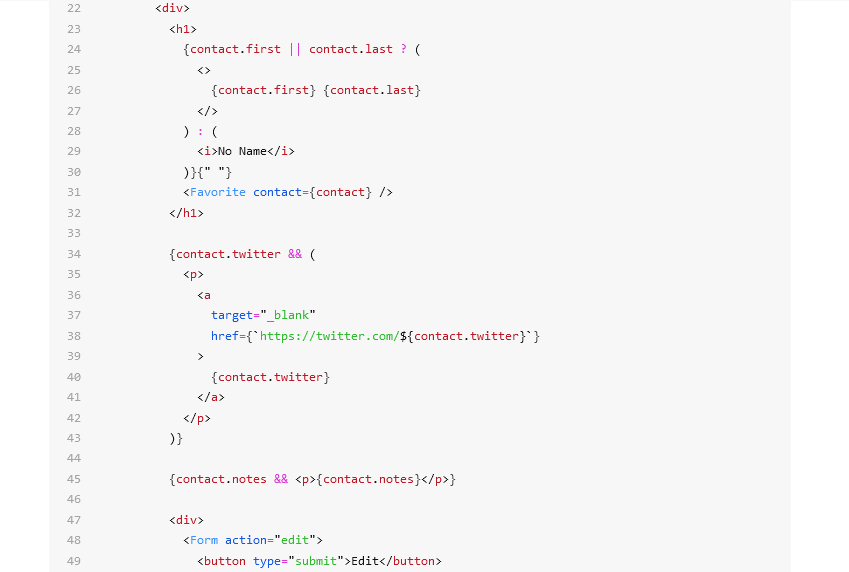 22          <div>
23            <h1>
24              {contact.first || contact.last ? (
25                <>
26                  {contact.first} {contact.last}
27                </>
28              ) : (
29                <i>No Name</i>
30              )}{" "}
31              <Favorite contact={contact} />
32            </h1>
33
34            {contact.twitter && (
35              <p>
36                <a
37                  target="_blank"
38                  href={`https://twitter.com/${contact.twitter}`}
39                >
40                  {contact.twitter}
41                </a>
42              </p>
43            )}
44
45            {contact.notes && <p>{contact.notes}</p>}
46
47            <div>
48              <Form action="edit">
49                <button type="submit">Edit</button>